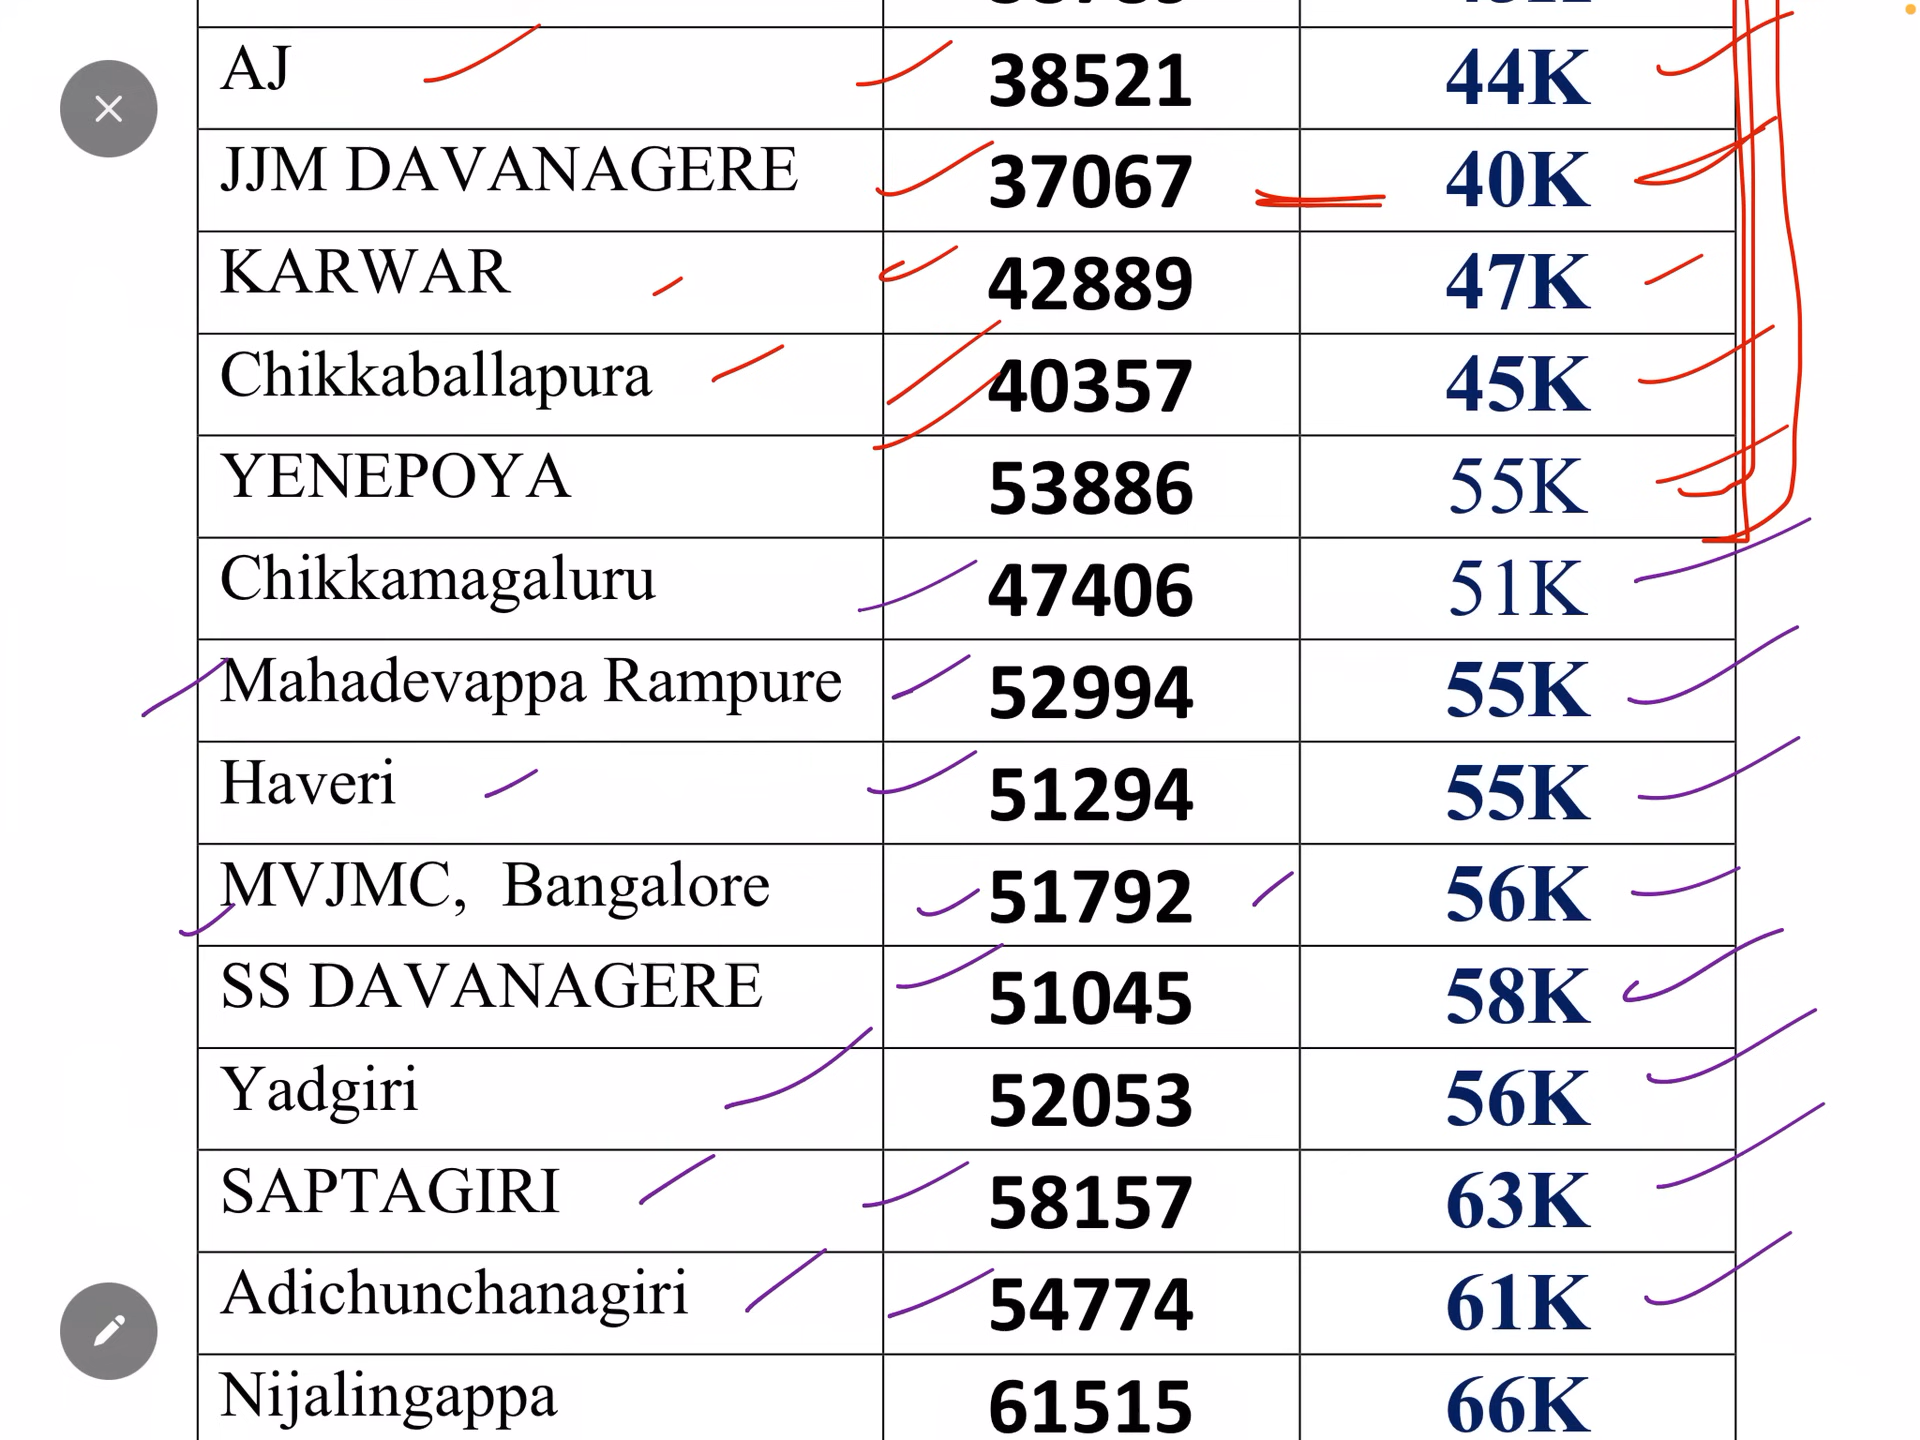 AJ 38521 44K
JJM DAVANAGERE 37067 40K
KARWAR 42889 47K
Chikkaballapura 40357 45K
YENEPOYA 53886 55K
Chikkamagaluru 47406 51K
Mahadevappa Rampure 52994 55K
Haveri 51294 55K
MVJMC, Bangalore 51792 56K
SS DAVANAGERE 51045 58K
Yadgiri 52053 56K
SAPTAGIRI 58157 63K
Adichunchanagiri 54774 61K
Nijalingappa 61515 66K